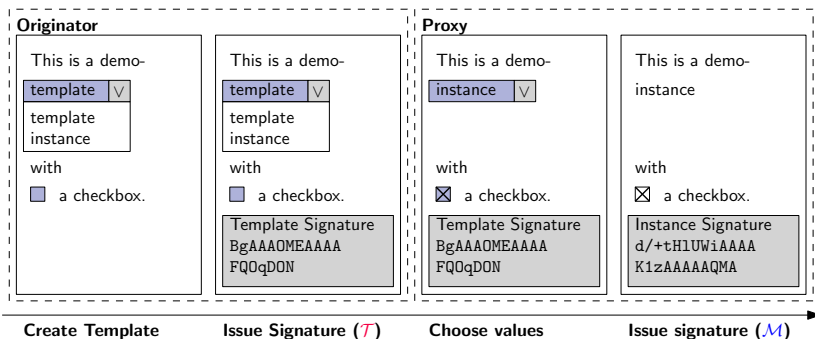 Originator
This is a demo-
template ∨
template
instance
with
a checkbox.
Create Template
This is a demo-
template ∨
template
instance
with
a checkbox.
Template Signature
BgAAAOMEAAAA
FQOqDON
Issue Signature (𝒯)
Proxy
This is a demo-
instance ∨
with
a checkbox.
Template Signature
BgAAAOMEAAAA
FQOqDON
Choose values
This is a demo-
instance
with
a checkbox.
Instance Signature
d/+tHlUWiAAAA
K1zAAAAAQMA
Issue signature (ℳ)